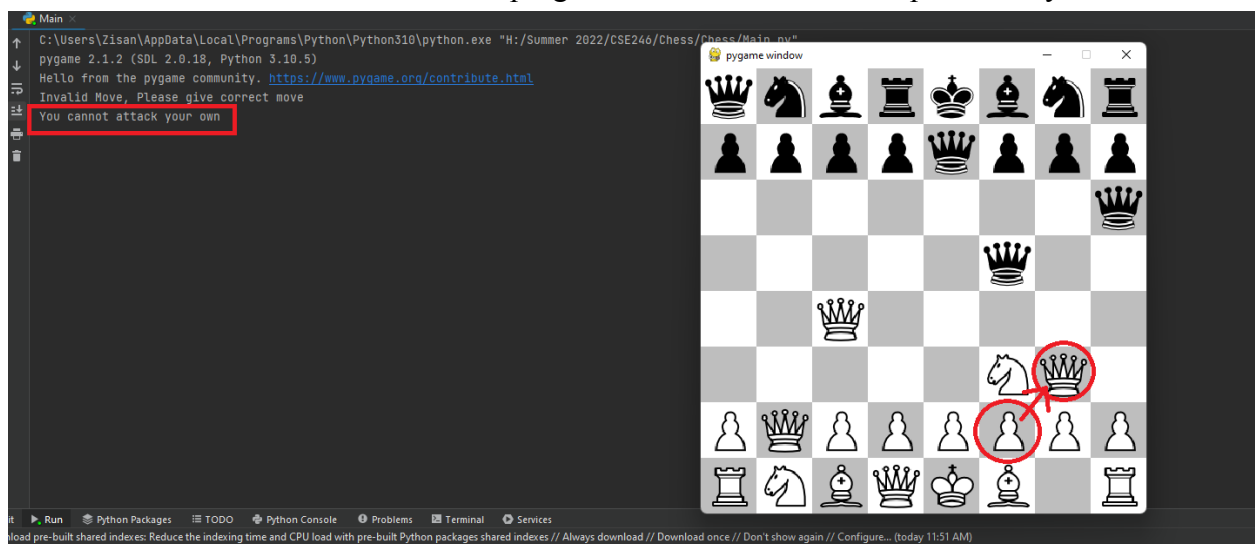 Main ×
C:\Users\Zisan\AppData\Local\Programs\Python\Python310\python.exe "H:/Summer 2022/CSE246/Chess/Chess/Main.py"
pygame 2.1.2 (SDL 2.0.18, Python 3.10.5)
Hello from the pygame community. https://www.pygame.org/contribute.html
Invalid Move, Please give correct move
You cannot attack your own
pygame window
Run Python Packages TODO Python Console Problems Terminal Services
load pre-built shared indexes: Reduce the indexing time and CPU load with pre-built Python packages shared indexes // Always download // Download once // Don't show again // Configure... (today 11:51 AM)